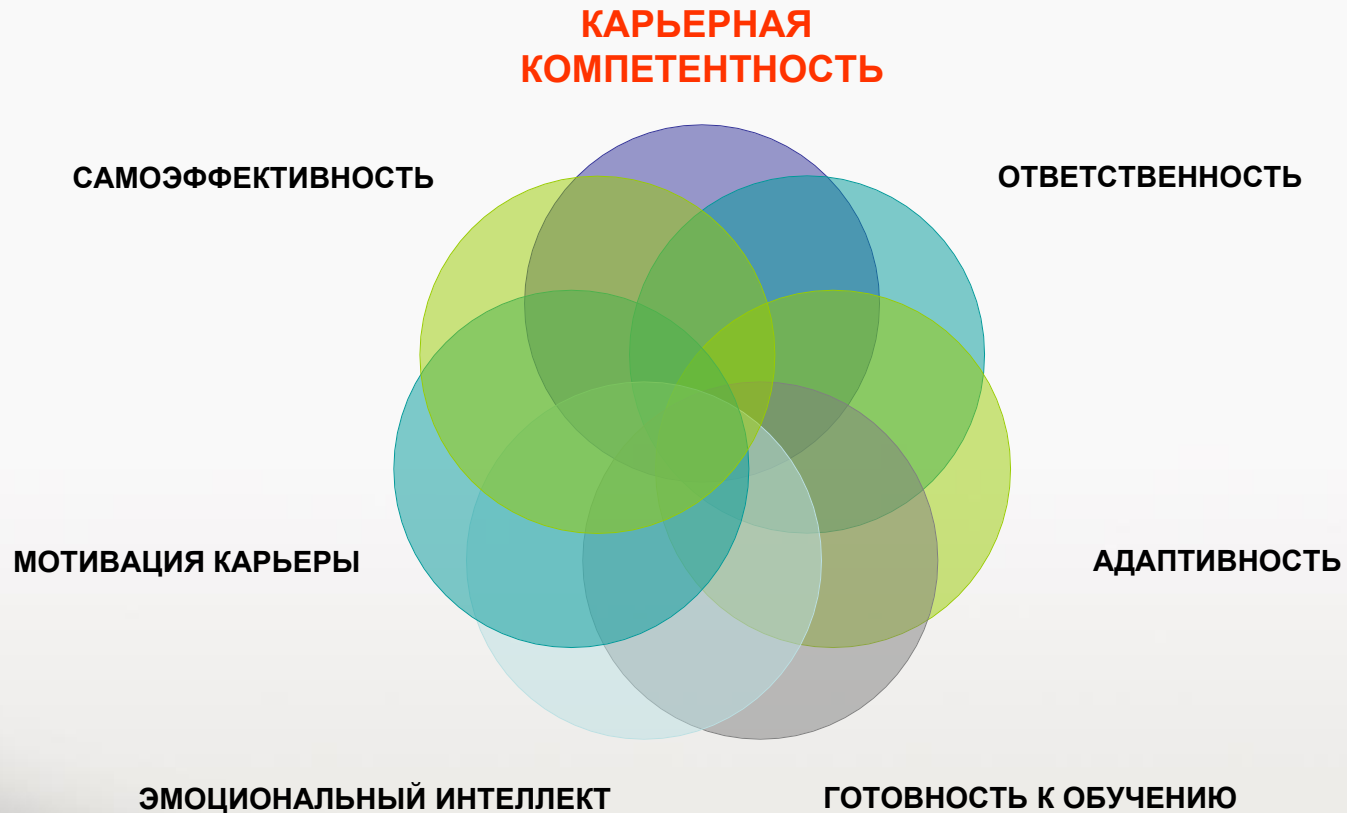 КАРЬЕРНАЯ
КОМПЕТЕНТНОСТЬ
САМОЭФФЕКТИВНОСТЬ
ОТВЕТСТВЕННОСТЬ
МОТИВАЦИЯ КАРЬЕРЫ
АДАПТИВНОСТЬ
ЭМОЦИОНАЛЬНЫЙ ИНТЕЛЛЕКТ
ГОТОВНОСТЬ К ОБУЧЕНИЮ